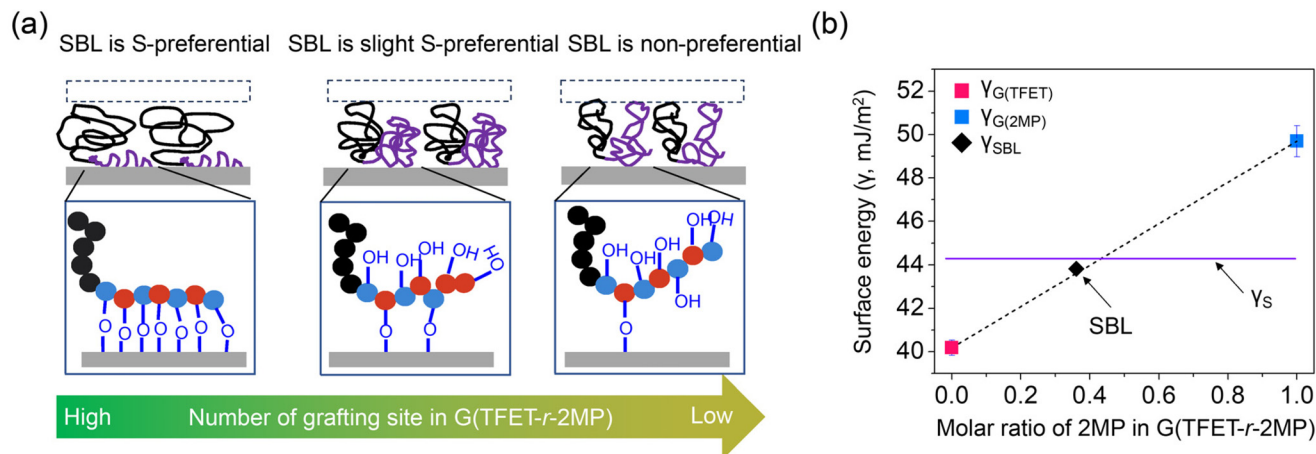 (a)
SBL is S-preferential
SBL is slight S-preferential
SBL is non-preferential
O O O O O O O
OH OH OH OH HO
O O
OH OH OH OH OH
OH
O
High Number of grafting site in G(TFET-r-2MP) Low
(b)
Surface energy (γ, mJ/m²)
52
50
48
46
44
42
40
γG(TFET)
γG(2MP)
γSBL
SBL
γS
0.0 0.2 0.4 0.6 0.8 1.0
Molar ratio of 2MP in G(TFET-r-2MP)